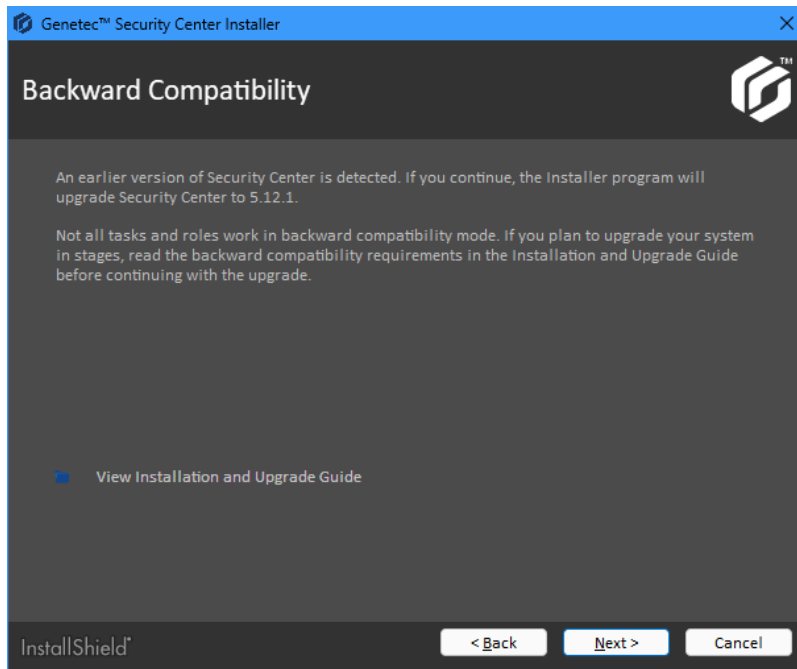 Genetec™ Security Center Installer
Backward Compatibility
TM
An earlier version of Security Center is detected. If you continue, the Installer program will
upgrade Security Center to 5.12.1.
Not all tasks and roles work in backward compatibility mode. If you plan to upgrade your system
in stages, read the backward compatibility requirements in the Installation and Upgrade Guide
before continuing with the upgrade.
View Installation and Upgrade Guide
InstallShield
< Back
Next >
Cancel